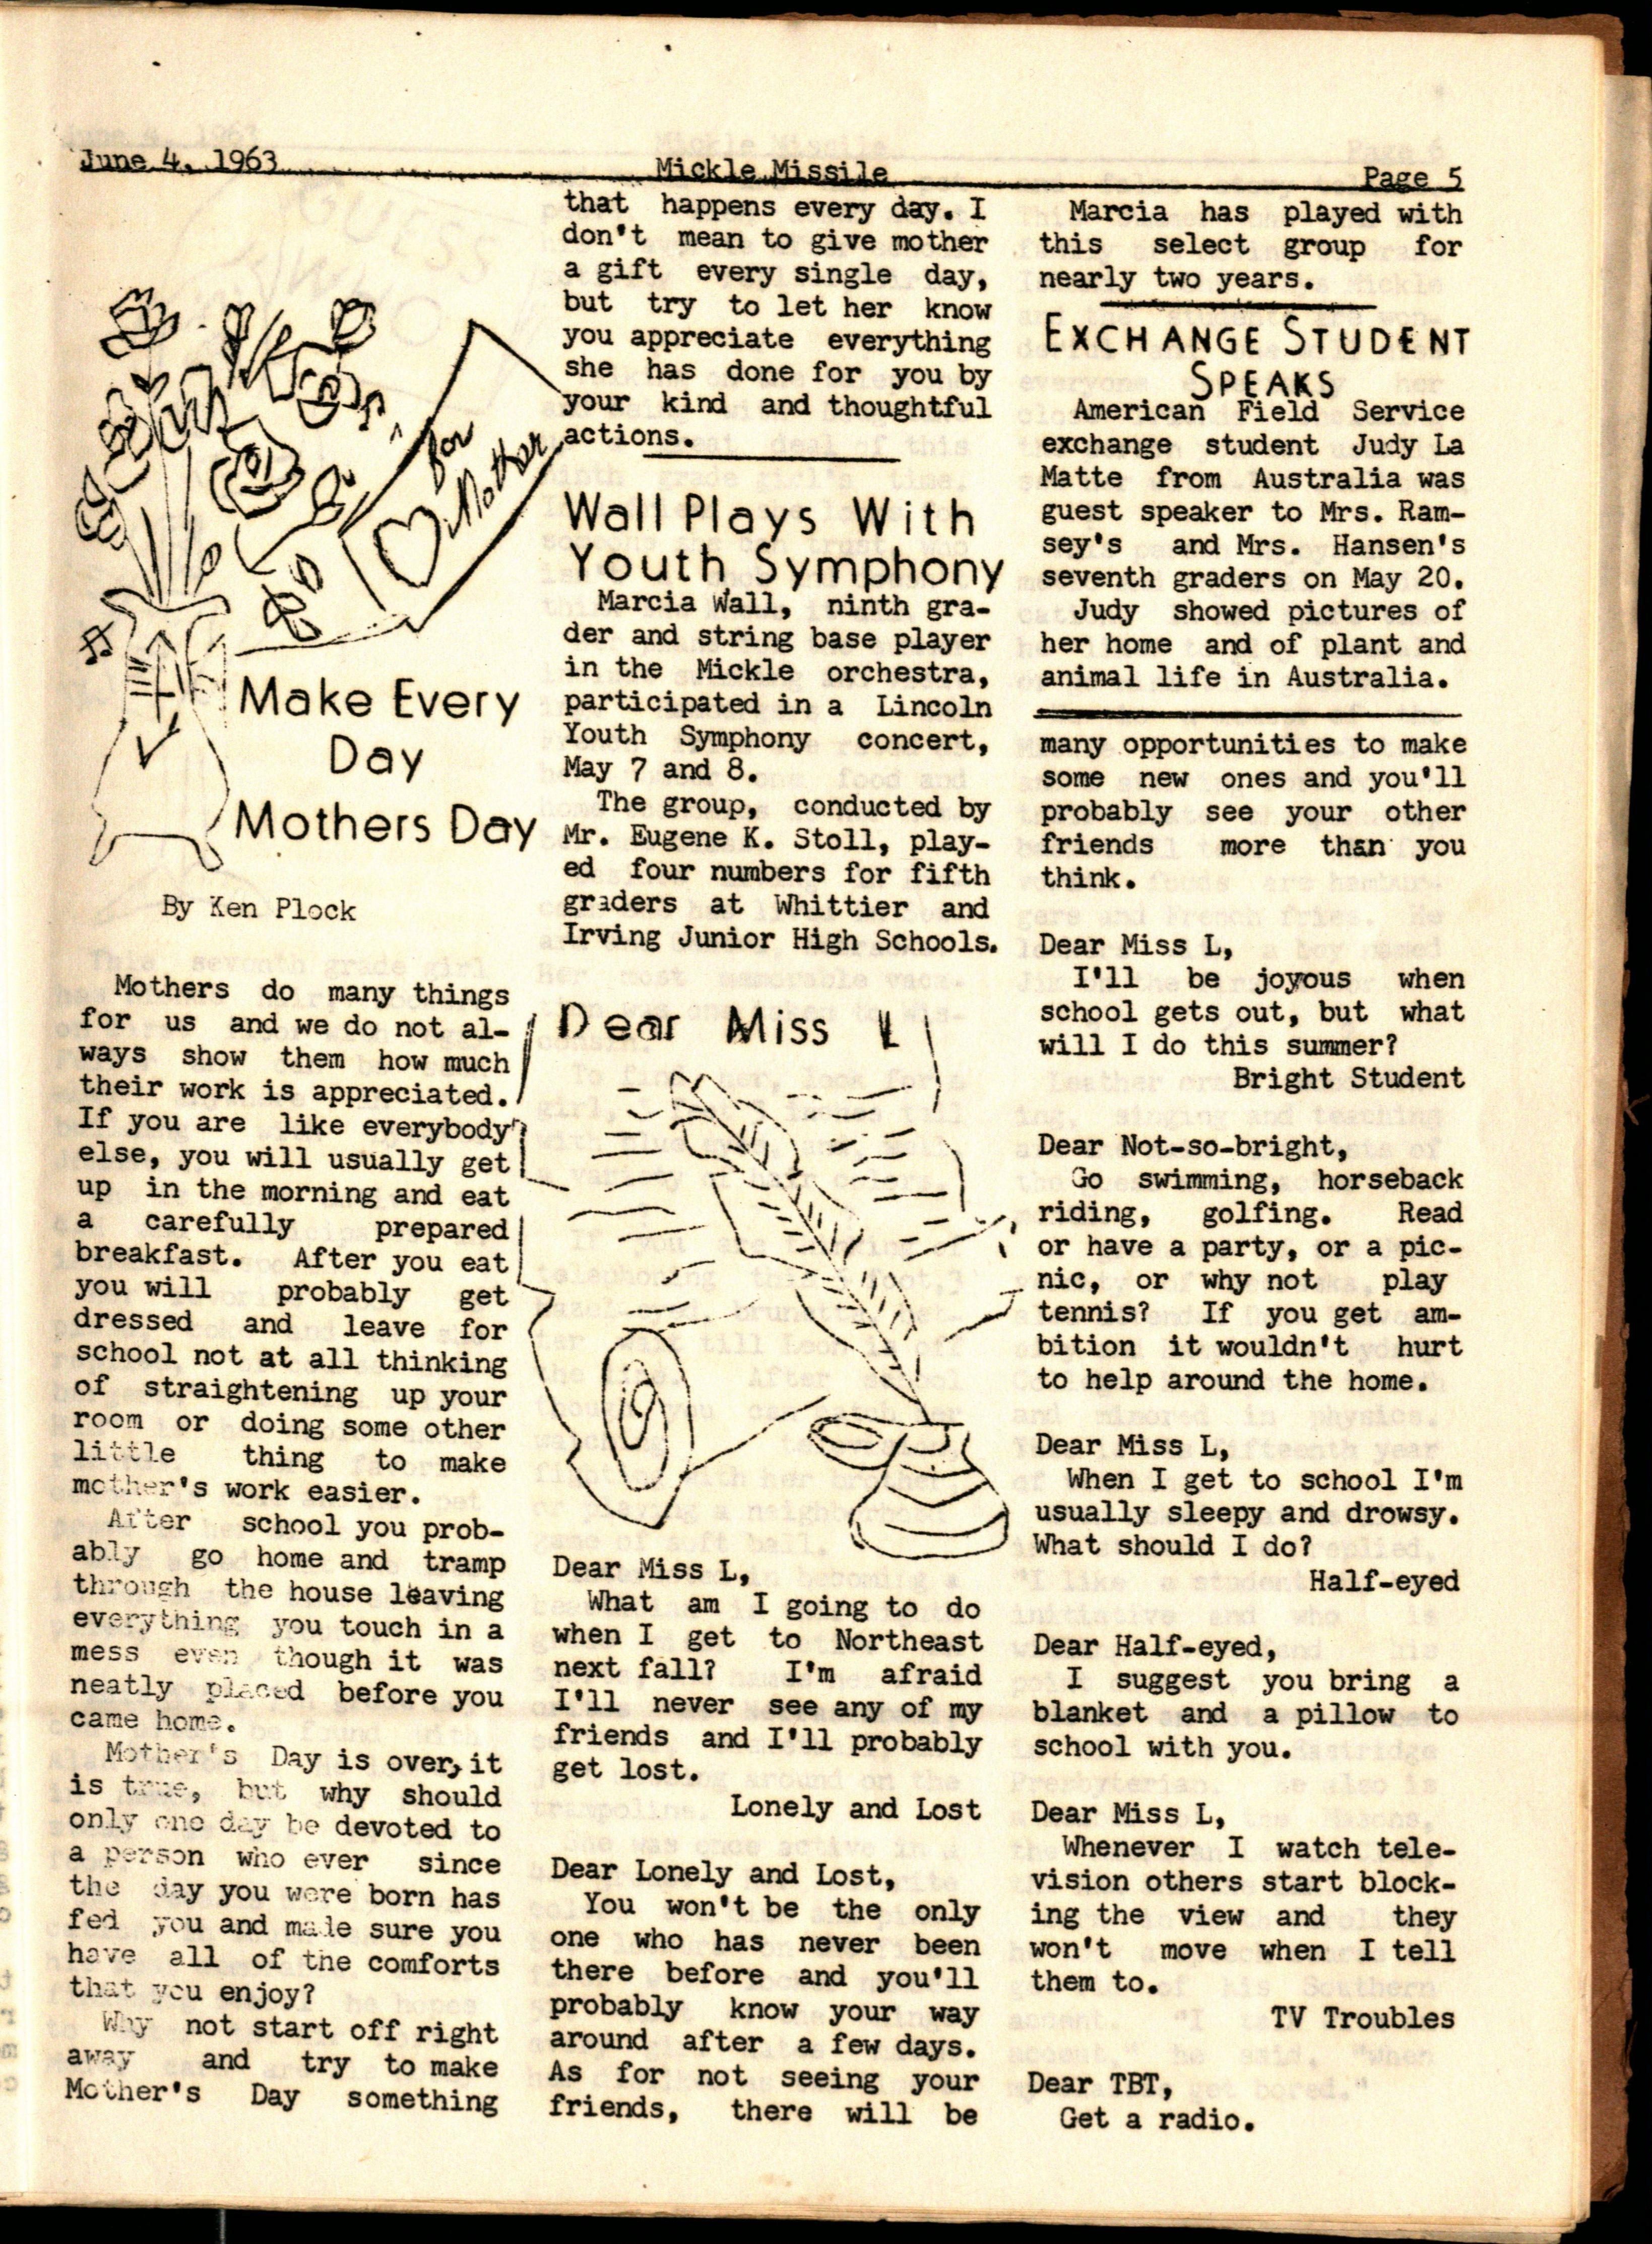 June 4, 1963 Mickle Missile Page 5
for
Mother
Make Every
Day
Mothers Day
By Ken Plock
Mothers do many things
for us and we do not al-
ways show them how much
their work is appreciated.
If you are like everybody
else, you will usually get
up in the morning and eat
a carefully prepared
breakfast. After you eat
you will probably get
dressed and leave for
school not at all thinking
of straightening up your
room or doing some other
little thing to make
mother's work easier.
After school you prob-
ably go home and tramp
through the house leaving
everything you touch in a
mess even though it was
neatly placed before you
came home.
Mother's Day is over, it
is true, but why should
only one day be devoted to
a person who ever since
the day you were born has
fed you and made sure you
have all of the comforts
that you enjoy?
Why not start off right
away and try to make
Mother's Day something
that happens every day. I
don't mean to give mother
a gift every single day,
but try to let her know
you appreciate everything
she has done for you by
your kind and thoughtful
actions.
Wall Plays With
Youth Symphony
Marcia Wall, ninth gra-
der and string base player
in the Mickle orchestra,
participated in a Lincoln
Youth Symphony concert,
May 7 and 8.
The group, conducted by
Mr. Eugene K. Stoll, play-
ed four numbers for fifth
graders at Whittier and
Irving Junior High Schools.
Marcia has played with
this select group for
nearly two years.
EXCHANGE STUDENT
SPEAKS
American Field Service
exchange student Judy La
Matte from Australia was
guest speaker to Mrs. Ram-
sey's and Mrs. Hansen's
seventh graders on May 20.
Judy showed pictures of
her home and of plant and
animal life in Australia.
Dear Miss L
Dear Miss L,
What am I going to do
when I get to Northeast
next fall? I'm afraid
I'll never see any of my
friends and I'll probably
get lost.
Lonely and Lost
Dear Lonely and Lost,
You won't be the only
one who has never been
there before and you'll
probably know your way
around after a few days.
As for not seeing your
friends, there will be
many opportunities to make
some new ones and you'll
probably see your other
friends more than you
think.
Dear Miss L,
I'll be joyous when
school gets out, but what
will I do this summer?
Bright Student
Dear Not-so-bright,
Go swimming, horseback
riding, golfing. Read
or have a party, or a pic-
nic, or why not play
tennis? If you get am-
bition it wouldn't hurt
to help around the home.
Dear Miss L,
When I get to school I'm
usually sleepy and drowsy.
What should I do?
Half-eyed
Dear Half-eyed,
I suggest you bring a
blanket and a pillow to
school with you.
Dear Miss L,
Whenever I watch tele-
vision others start block-
ing the view and they
won't move when I tell
them to.
TV Troubles
Dear TBT,
Get a radio.